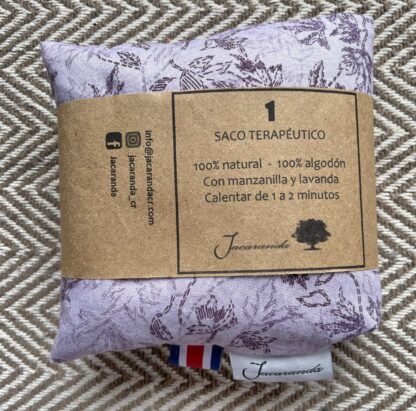 1
SACO TERAPÉUTICO
100% natural - 100% algodón
Con manzanilla y lavanda
Calentar de 1 a 2 minutos
Jacaranda
info@jacarandacr.com
jacaranda_cr
Jacaranda
Jacaranda